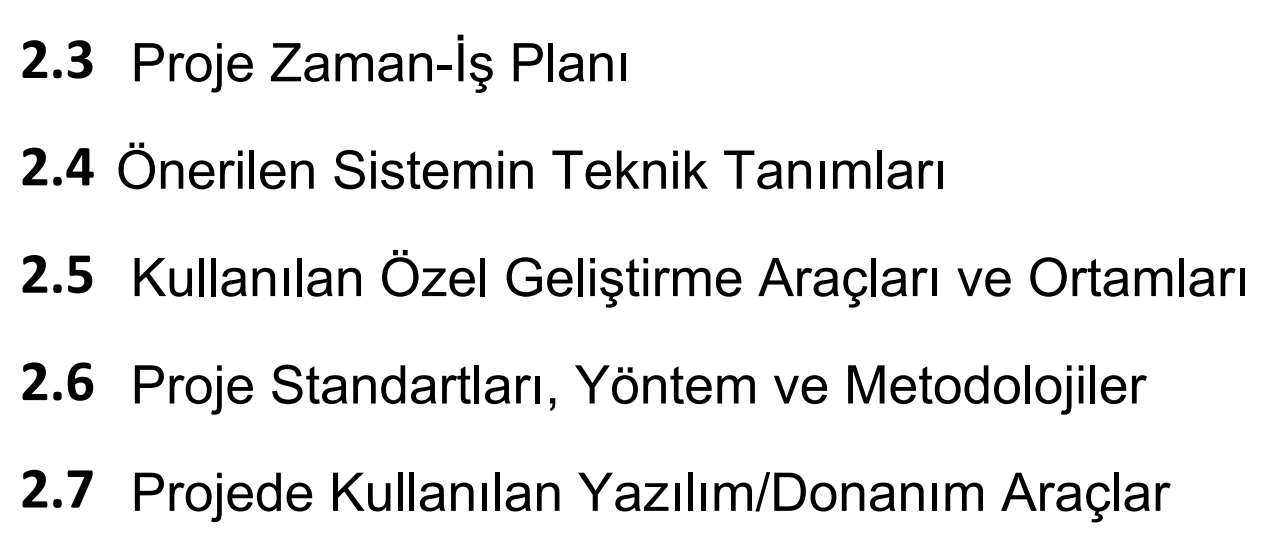 2.3 Proje Zaman-İş Planı
2.4 Önerilen Sistemin Teknik Tanımları
2.5 Kullanılan Özel Geliştirme Araçları ve Ortamları
2.6 Proje Standartları, Yöntem ve Metodolojiler
2.7 Projede Kullanılan Yazılım/Donanım Araçlar